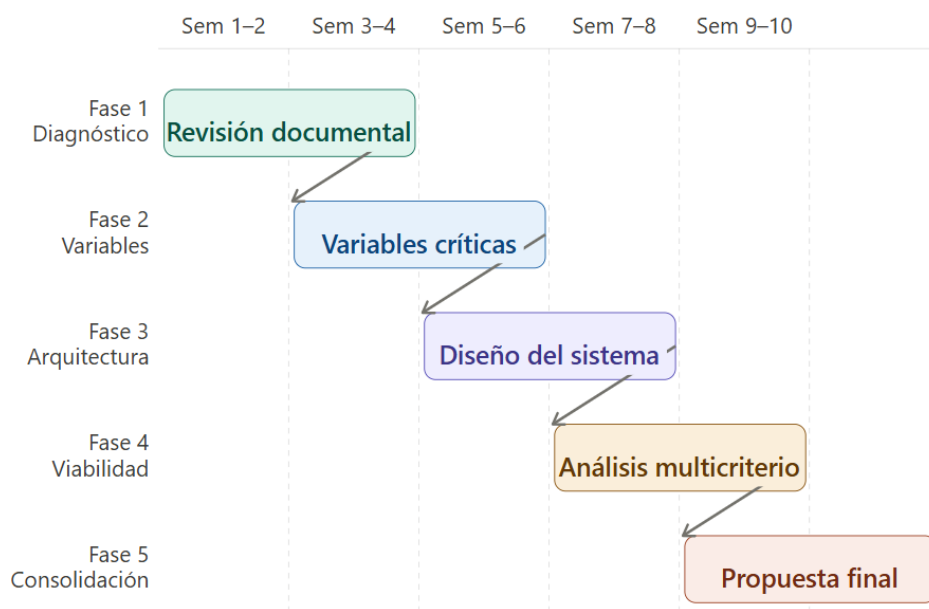 Sem 1–2 Sem 3–4 Sem 5–6 Sem 7–8 Sem 9–10
Fase 1
Diagnóstico
Revisión documental
Fase 2
Variables
Variables críticas
Fase 3
Arquitectura
Diseño del sistema
Fase 4
Viabilidad
Análisis multicriterio
Fase 5
Consolidación
Propuesta final